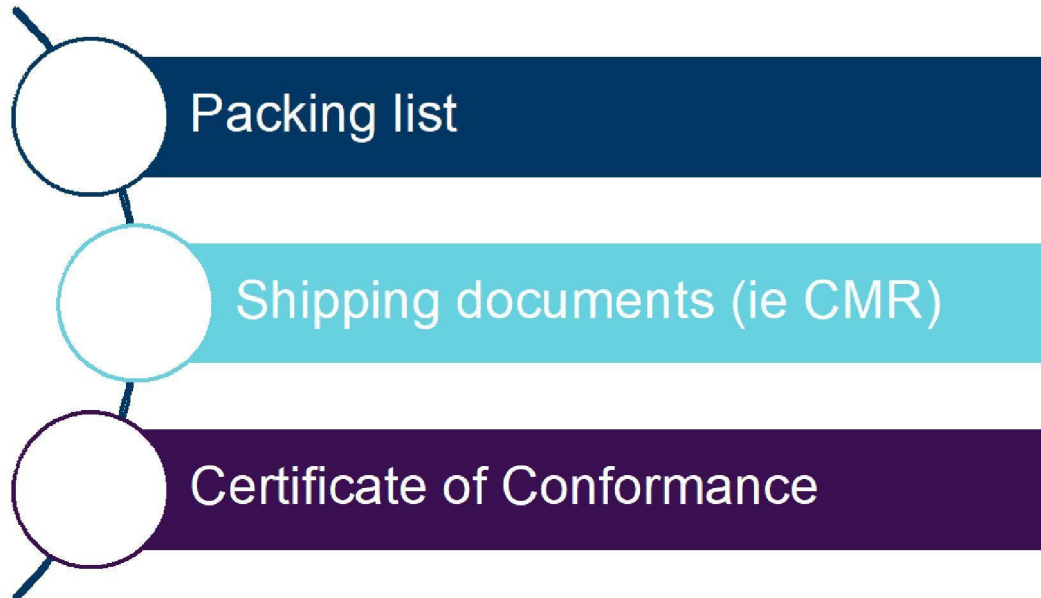 Packing list
Shipping documents (ie CMR)
Certificate of Conformance